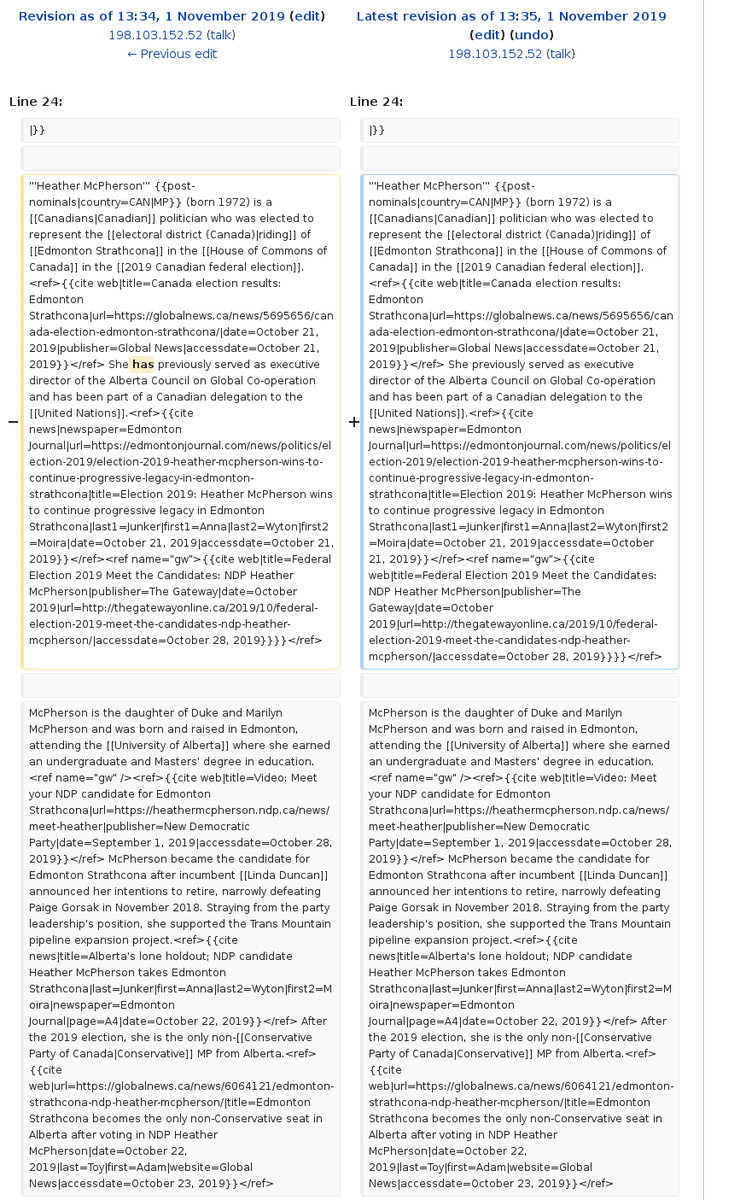 Revision as of 13:34, 1 November 2019 (edit)
198.103.152.52 (talk)
← Previous edit
Latest revision as of 13:35, 1 November 2019
(edit) (undo)
198.103.152.52 (talk)
Line 24:
Line 24:
|}}
|}}
−
'''Heather McPherson''' {{post-
nominals|country=CAN|MP}} (born 1972) is a
[[Canadians|Canadian]] politician who was elected to
represent the [[electoral district (Canada)|riding]] of
[[Edmonton Strathcona]] in the [[House of Commons of
Canada]] in the [[2019 Canadian federal election]].
<ref>{{cite web|title=Canada election results:
Edmonton
Strathcona|url=https://globalnews.ca/news/5695656/can
ada-election-edmonton-strathcona/|date=October 21,
2019|publisher=Global News|accessdate=October 21,
2019}}</ref> She has previously served as executive
director of the Alberta Council on Global Co-operation
and has been part of a Canadian delegation to the
[[United Nations]].<ref>{{cite
news|newspaper=Edmonton
Journal|url=https://edmontonjournal.com/news/politics/el
ection-2019/election-2019-heather-mcpherson-wins-to-
continue-progressive-legacy-in-edmonton-
strathcona|title=Election 2019: Heather McPherson wins
to continue progressive legacy in Edmonton
Strathcona|last1=Junker|first1=Anna|last2=Wyton|first2
=Moira|date=October 21, 2019|accessdate=October 21,
2019}}</ref><ref name="gw">{{cite web|title=Federal
Election 2019 Meet the Candidates: NDP Heather
McPherson|publisher=The Gateway|date=October
2019|url=http://thegatewayonline.ca/2019/10/federal-
election-2019-meet-the-candidates-ndp-heather-
mcpherson/|accessdate=October 28, 2019}}}}</ref>
+
'''Heather McPherson''' {{post-
nominals|country=CAN|MP}} (born 1972) is a
[[Canadians|Canadian]] politician who was elected to
represent the [[electoral district (Canada)|riding]] of
[[Edmonton Strathcona]] in the [[House of Commons of
Canada]] in the [[2019 Canadian federal election]].
<ref>{{cite web|title=Canada election results:
Edmonton
Strathcona|url=https://globalnews.ca/news/5695656/can
ada-election-edmonton-strathcona/|date=October 21,
2019|publisher=Global News|accessdate=October 21,
2019}}</ref> She previously served as executive
director of the Alberta Council on Global Co-operation
and has been part of a Canadian delegation to the
[[United Nations]].<ref>{{cite
news|newspaper=Edmonton
Journal|url=https://edmontonjournal.com/news/politics/el
ection-2019/election-2019-heather-mcpherson-wins-to-
continue-progressive-legacy-in-edmonton-
strathcona|title=Election 2019: Heather McPherson wins
to continue progressive legacy in Edmonton
Strathcona|last1=Junker|first1=Anna|last2=Wyton|first2
=Moira|date=October 21, 2019|accessdate=October
21, 2019}}</ref><ref name="gw">{{cite
web|title=Federal Election 2019 Meet the Candidates:
NDP Heather McPherson|publisher=The
Gateway|date=October
2019|url=http://thegatewayonline.ca/2019/10/federal-
election-2019-meet-the-candidates-ndp-heather-
mcpherson/|accessdate=October 28, 2019}}}}</ref>
McPherson is the daughter of Duke and Marilyn
McPherson and was born and raised in Edmonton,
attending the [[University of Alberta]] where she earned
an undergraduate and Masters' degree in education.
<ref name="gw" /><ref>{{cite web|title=Video: Meet
your NDP candidate for Edmonton
Strathcona|url=https://heathermcpherson.ndp.ca/news/
meet-heather|publisher=New Democratic
Party|date=September 1, 2019|accessdate=October 28,
2019}}</ref> McPherson became the candidate for
Edmonton Strathcona after incumbent [[Linda Duncan]]
announced her intentions to retire, narrowly defeating
Paige Gorsak in November 2018. Straying from the party
leadership's position, she supported the Trans Mountain
pipeline expansion project.<ref>{{cite
news|title=Alberta's lone holdout; NDP candidate
Heather McPherson takes Edmonton
Strathcona|last=Junker|first=Anna|last2=Wyton|first2=M
oira|newspaper=Edmonton
Journal|page=A4|date=October 22, 2019}}</ref> After
the 2019 election, she is the only non-[[Conservative
Party of Canada|Conservative]] MP from Alberta.<ref>
{{cite
web|url=https://globalnews.ca/news/6064121/edmonton-
strathcona-ndp-heather-mcpherson/|title=Edmonton
Strathcona becomes the only non-Conservative seat in
Alberta after voting in NDP Heather
McPherson|date=October 22,
2019|last=Toy|first=Adam|website=Global
News|accessdate=October 23, 2019}}</ref>
McPherson is the daughter of Duke and Marilyn
McPherson and was born and raised in Edmonton,
attending the [[University of Alberta]] where she earned
an undergraduate and Masters' degree in education.
<ref name="gw" /><ref>{{cite web|title=Video: Meet
your NDP candidate for Edmonton
Strathcona|url=https://heathermcpherson.ndp.ca/news/
meet-heather|publisher=New Democratic
Party|date=September 1, 2019|accessdate=October 28,
2019}}</ref> McPherson became the candidate for
Edmonton Strathcona after incumbent [[Linda Duncan]]
announced her intentions to retire, narrowly defeating
Paige Gorsak in November 2018. Straying from the party
leadership's position, she supported the Trans Mountain
pipeline expansion project.<ref>{{cite
news|title=Alberta's lone holdout; NDP candidate
Heather McPherson takes Edmonton
Strathcona|last=Junker|first=Anna|last2=Wyton|first2=M
oira|newspaper=Edmonton
Journal|page=A4|date=October 22, 2019}}</ref> After
the 2019 election, she is the only non-[[Conservative
Party of Canada|Conservative]] MP from Alberta.<ref>
{{cite
web|url=https://globalnews.ca/news/6064121/edmonton-
strathcona-ndp-heather-mcpherson/|title=Edmonton
Strathcona becomes the only non-Conservative seat in
Alberta after voting in NDP Heather
McPherson|date=October 22,
2019|last=Toy|first=Adam|website=Global
News|accessdate=October 23, 2019}}</ref>